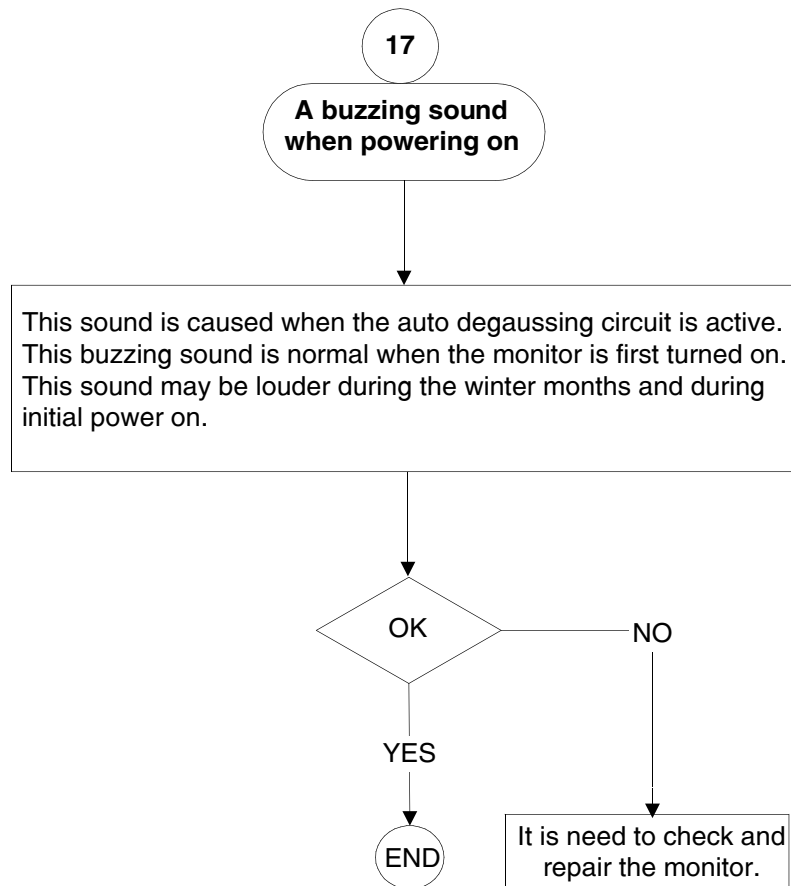 17
A buzzing sound
when powering on
This sound is caused when the auto degaussing circuit is active.
This buzzing sound is normal when the monitor is first turned on.
This sound may be louder during the winter months and during
initial power on.
OK
NO
YES
END
It is need to check and
repair the monitor.